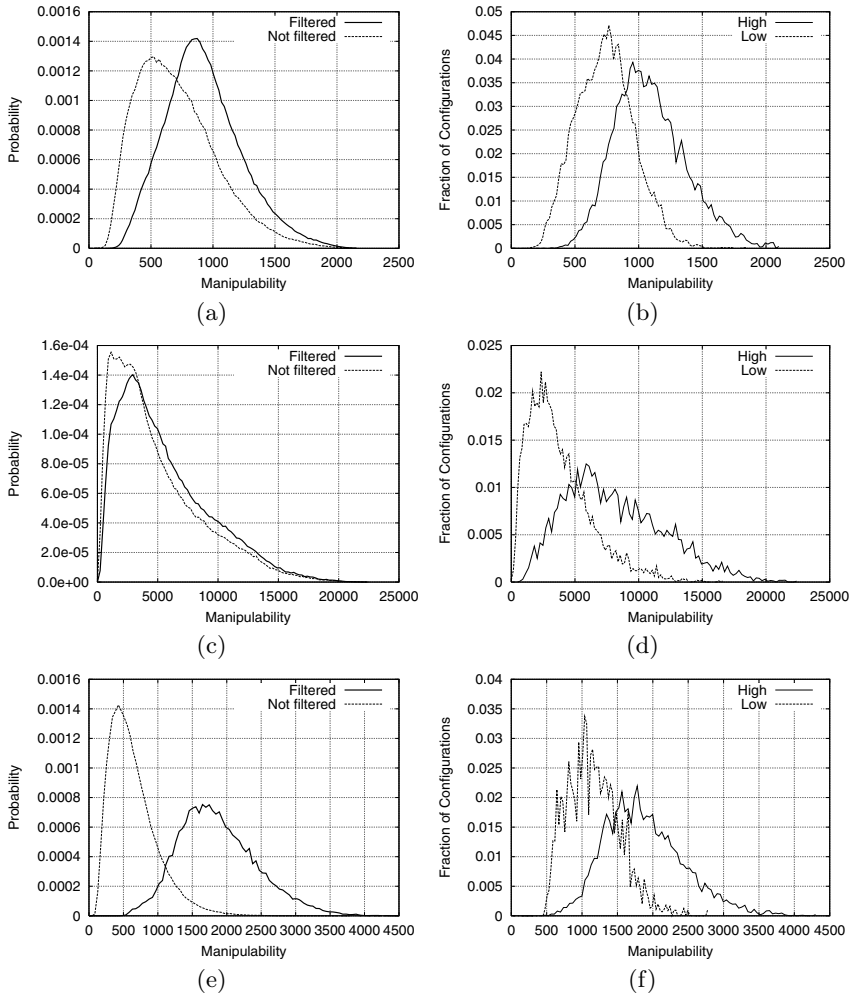 Probability
0.0016
0.0014
0.0012
0.001
0.0008
0.0006
0.0004
0.0002
0
Filtered
Not filtered
0 500 1000 1500 2000 2500
Manipulability
(a)
Fraction of Configurations
0.05
0.045
0.04
0.035
0.03
0.025
0.02
0.015
0.01
0.005
0
High
Low
0 500 1000 1500 2000 2500
Manipulability
(b)
Probability
1.6e-04
1.4e-04
1.2e-04
1.0e-04
8.0e-05
6.0e-05
4.0e-05
2.0e-05
0.0e+00
Filtered
Not filtered
0 5000 10000 15000 20000 25000
Manipulability
(c)
Fraction of Configurations
0.025
0.02
0.015
0.01
0.005
0
High
Low
0 5000 10000 15000 20000 25000
Manipulability
(d)
Probability
0.0016
0.0014
0.0012
0.001
0.0008
0.0006
0.0004
0.0002
0
Filtered
Not filtered
0 500 1000 1500 2000 2500 3000 3500 4000 4500
Manipulability
(e)
Fraction of Configurations
0.04
0.035
0.03
0.025
0.02
0.015
0.01
0.005
0
High
Low
0 500 1000 1500 2000 2500 3000 3500 4000 4500
Manipulability
(f)